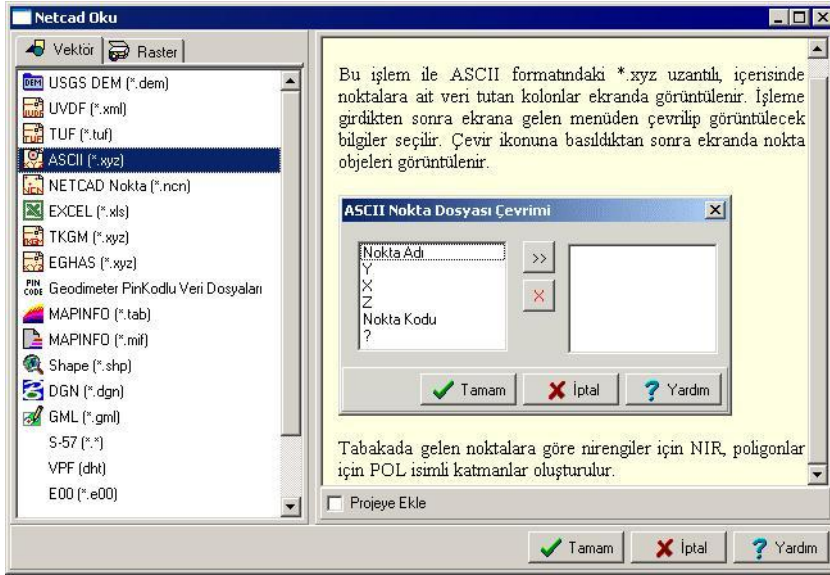 Netcad Oku
Vektör
Raster
DEM USGS DEM (*.dem)
UVDF (*.xml)
TUF TUF (*.tuf)
ASCII (*.xyz)
NCN NETCAD Nokta (*.ncn)
EXCEL (*.xls)
TKGM (*.xyz)
EGHAS (*.xyz)
PIN CODE Geodimeter PinKodlu Veri Dosyaları
MAPINFO (*.tab)
MAPINFO (*.mif)
Shape (*.shp)
DGN (*.dgn)
GML (*.gml)
S-57 (*.*)
VPF (dht)
E00 (*.e00)
Bu işlem ile ASCII formatındaki *.xyz uzantılı, içerisinde
noktalara ait veri tutan kolonlar ekranda görüntülenir. İşleme
girdikten sonra ekrana gelen menüden çevrilip görüntülecek
bilgiler seçilir. Çevir ikonuna basıldıktan sonra ekranda nokta
objeleri görüntülenir.
ASCII Nokta Dosyası Çevrimi
Nokta Adı
Y
X
Z
Nokta Kodu
?
>>
X
Tamam
İptal
? Yardım
Tabakada gelen noktalara göre nirengiler için NIR, poligonlar
için POL isimli katmanlar oluşturulur.
Projeye Ekle
Tamam
İptal
? Yardım